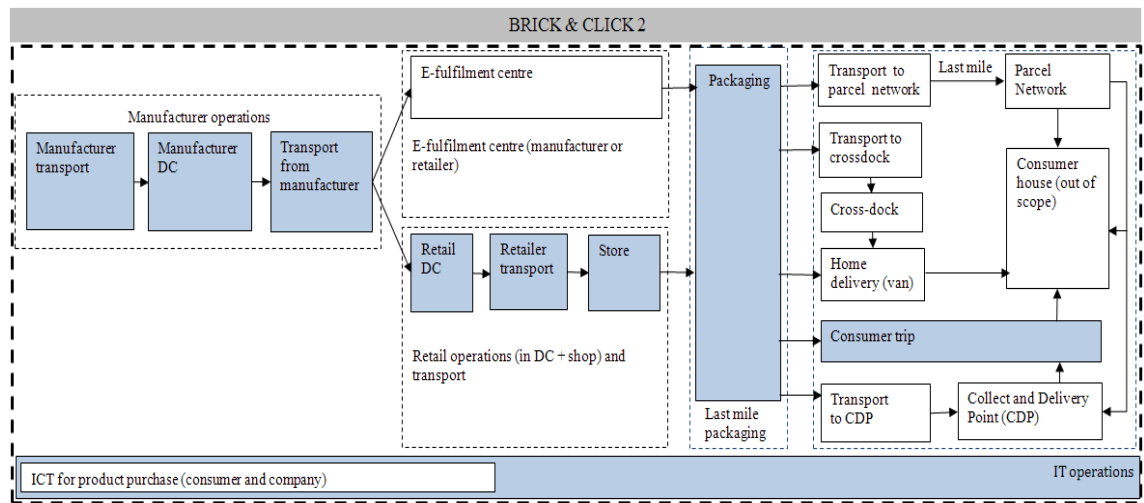 BRICK & CLICK 2
Manufacturer operations
Manufacturer
transport
Manufacturer
DC
Transport
from
manufacturer
E-fulfilment centre
E-fulfilment centre (manufacturer or
retailer)
Retail
DC
Retailer
transport
Store
Retail operations (in DC + shop) and
transport
Packaging
Last mile
packaging
Transport to
parcel network
Last mile
Parcel
Network
Transport to
crossdock
Cross-dock
Home
delivery (van)
Consumer
house (out of
scope)
Consumer trip
Transport
to CDP
Collect and Delivery
Point (CDP)
IT operations
ICT for product purchase (consumer and company)